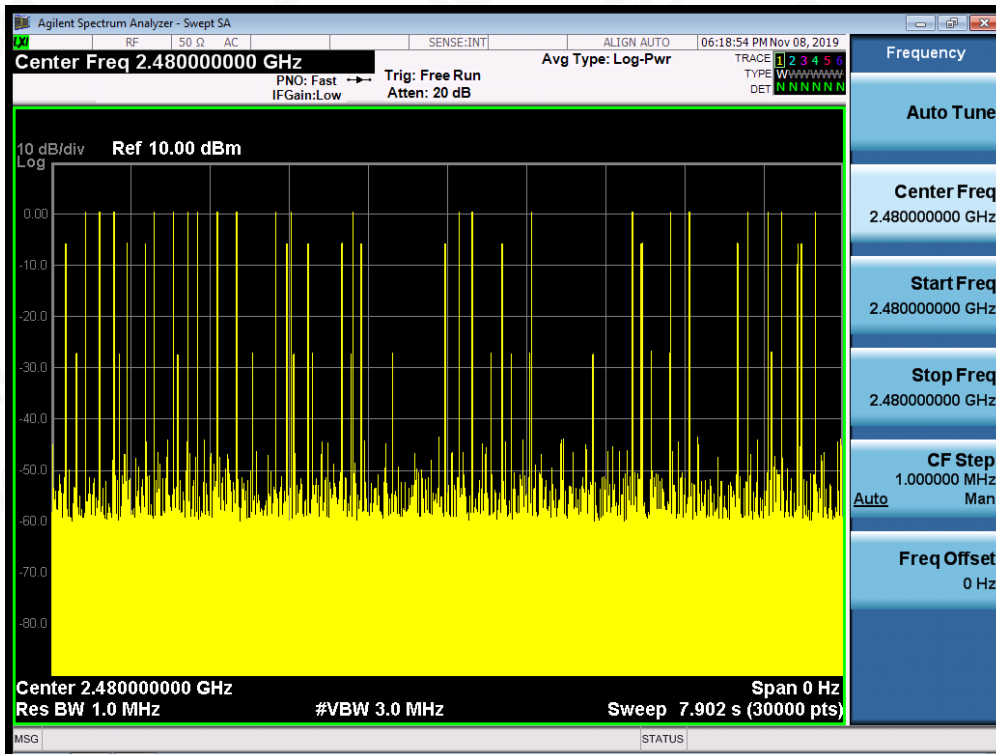 Agilent Spectrum Analyzer - Swept SA
LXI RF 50 Ω AC SENSE:INT ALIGN AUTO 06:18:54 PM Nov 08, 2019
Center Freq 2.480000000 GHz
PNO: Fast
IFGain:Low
Trig: Free Run
Atten: 20 dB
Avg Type: Log-Pwr
TRACE 1 2 3 4 5 6
TYPE WWWWWWW
DET N N N N N N
10 dB/div Ref 10.00 dBm
Log
0.00
-10.0
-20.0
-30.0
-40.0
-50.0
-60.0
-70.0
-80.0
Center 2.480000000 GHz Span 0 Hz
Res BW 1.0 MHz #VBW 3.0 MHz Sweep 7.902 s (30000 pts)
MSG STATUS
Frequency
Auto Tune
Center Freq
2.480000000 GHz
Start Freq
2.480000000 GHz
Stop Freq
2.480000000 GHz
CF Step
1.000000 MHz
Auto Man
Freq Offset
0 Hz